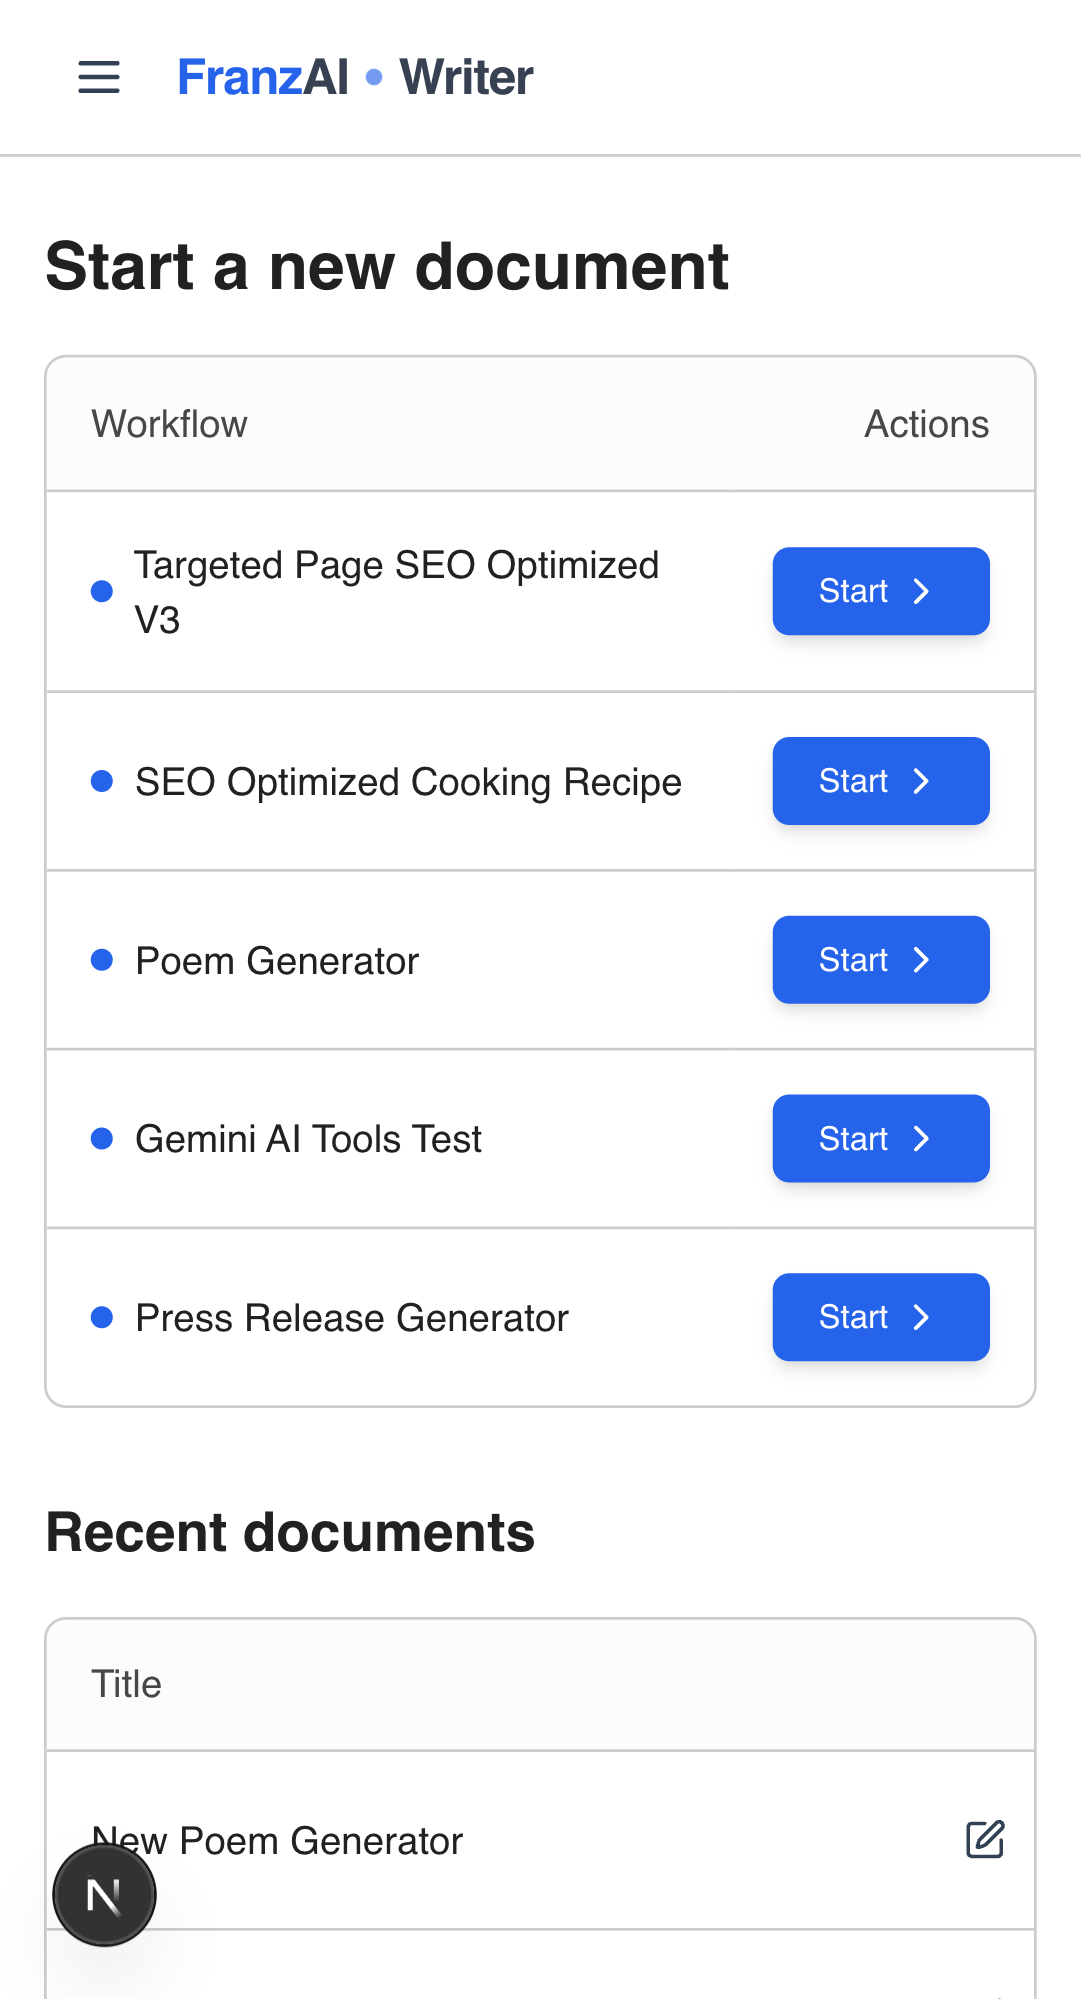 FranzAI • Writer
Start a new document
Workflow Actions
Targeted Page SEO Optimized
V3
Start
SEO Optimized Cooking Recipe Start
Poem Generator Start
Gemini AI Tools Test Start
Press Release Generator Start
Recent documents
Title
New Poem Generator
N